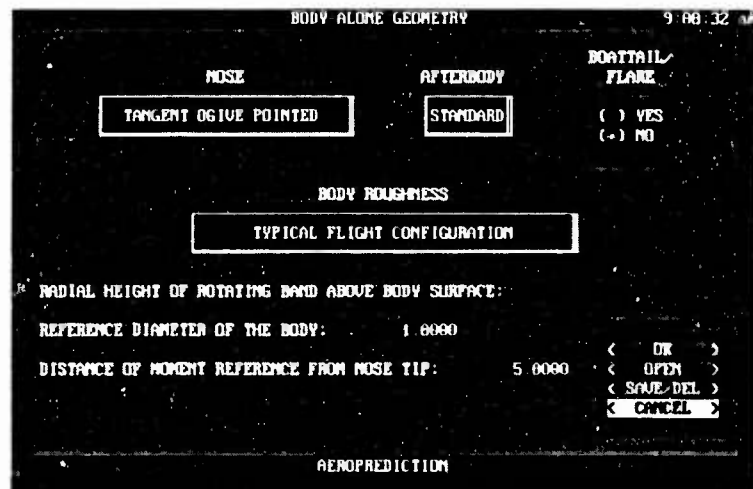 BODY ALONE GEOMETRY 9:08:32
BOATTAIL/
NOSE AFTERBODY FLARE
TANGENT OGIVE POINTED STANDARD ( ) YES
(•) NO
BODY ROUGHNESS
TYPICAL FLIGHT CONFIGURATION
RADIAL HEIGHT OF ROTATING BAND ABOVE BODY SURFACE:
REFERENCE DIAMETER OF THE BODY: 1.0000
DISTANCE OF MOMENT REFERENCE FROM NOSE TIP: 5.0000
< OK >
< OPEN >
< SAVE/DEL >
< CANCEL >
AEROPREDICTION